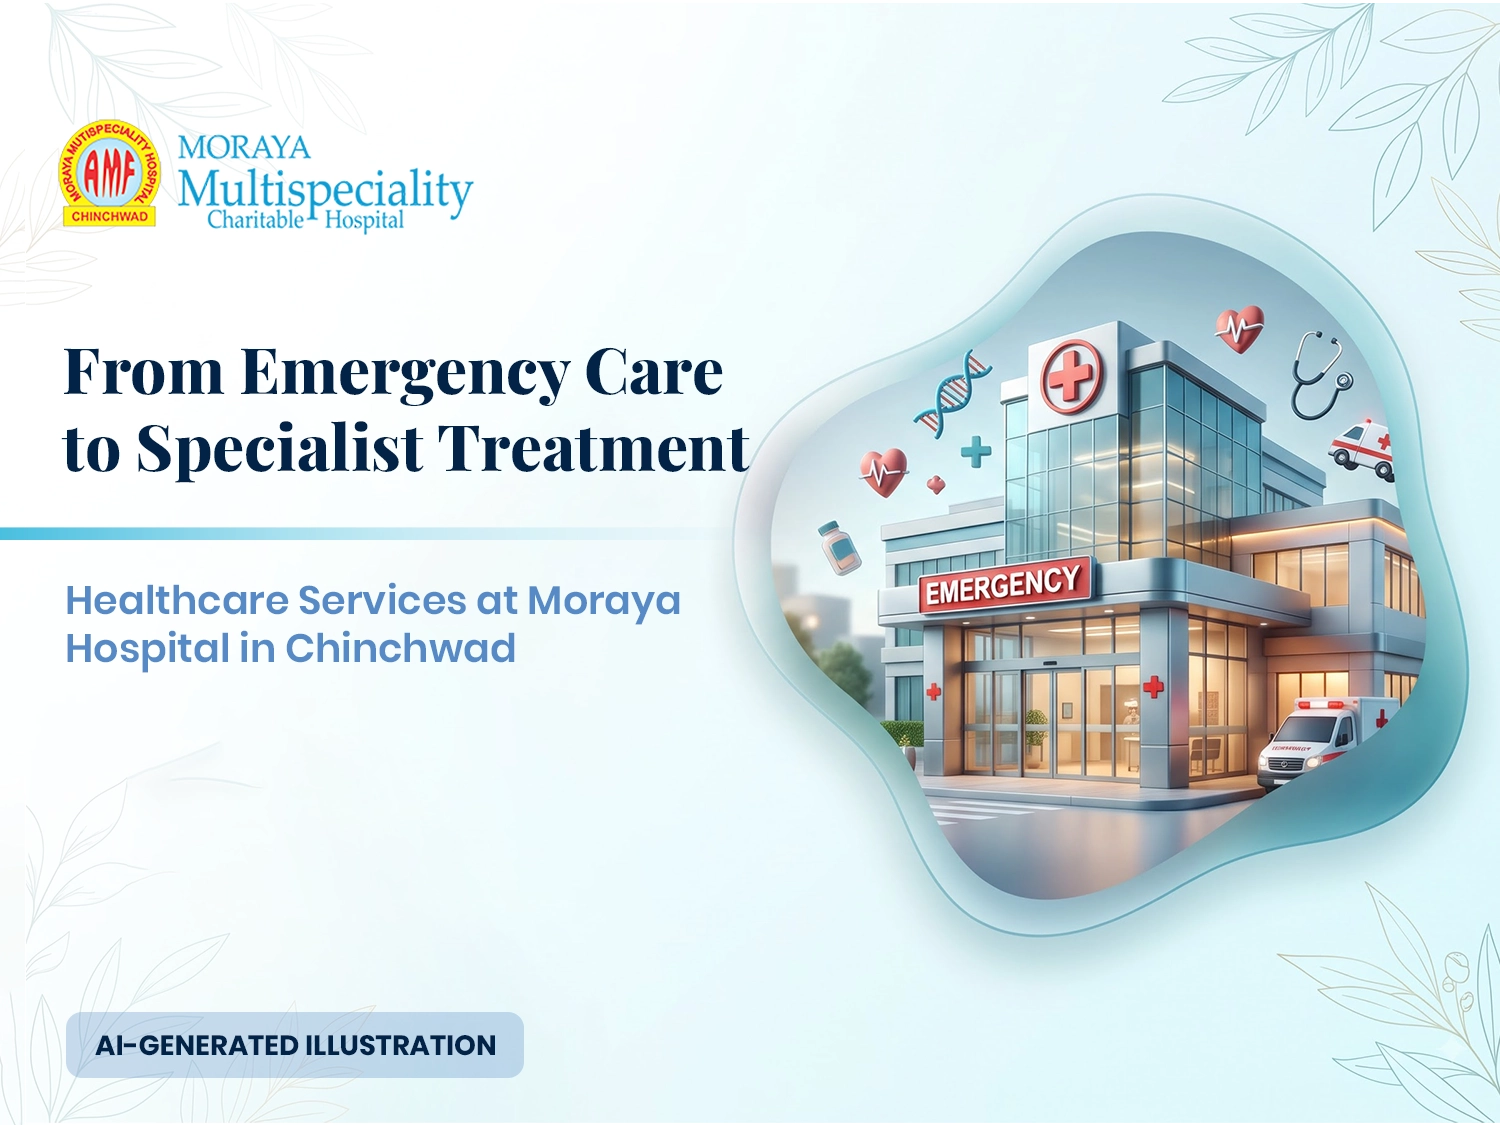 MORAYA MUTISPECIALITY HOSPITAL
AMF
CHINCHWAD
MORAYA
Multispeciality
Charitable Hospital
From Emergency Care
to Specialist Treatment
Healthcare Services at Moraya
Hospital in Chinchwad
EMERGENCY
AI-GENERATED ILLUSTRATION